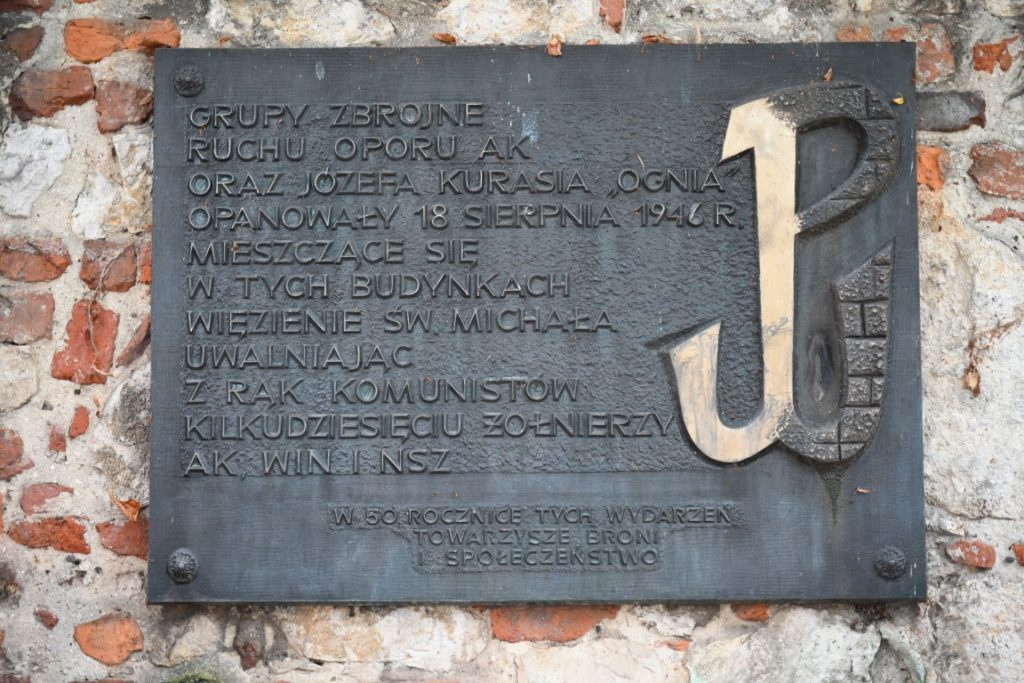 GRUPY ZBROJNE
RUCHU OPORU AK
ORAZ JÓZEFA KURASIA „OGNIA”
OPANOWAŁY 18 SIERPNIA 1946 R.
MIESZCZĄCE SIĘ
W TYCH BUDYNKACH
WIĘZIENIE ŚW. MICHAŁA
UWALNIAJĄC
Z RĄK KOMUNISTÓW
KILKUDZIESIĘCIU ŻOŁNIERZY
AK, WIN I NSZ
W 50 ROCZNICĘ TYCH WYDARZEŃ
TOWARZYSZE BRONI
I SPOŁECZEŃSTWO